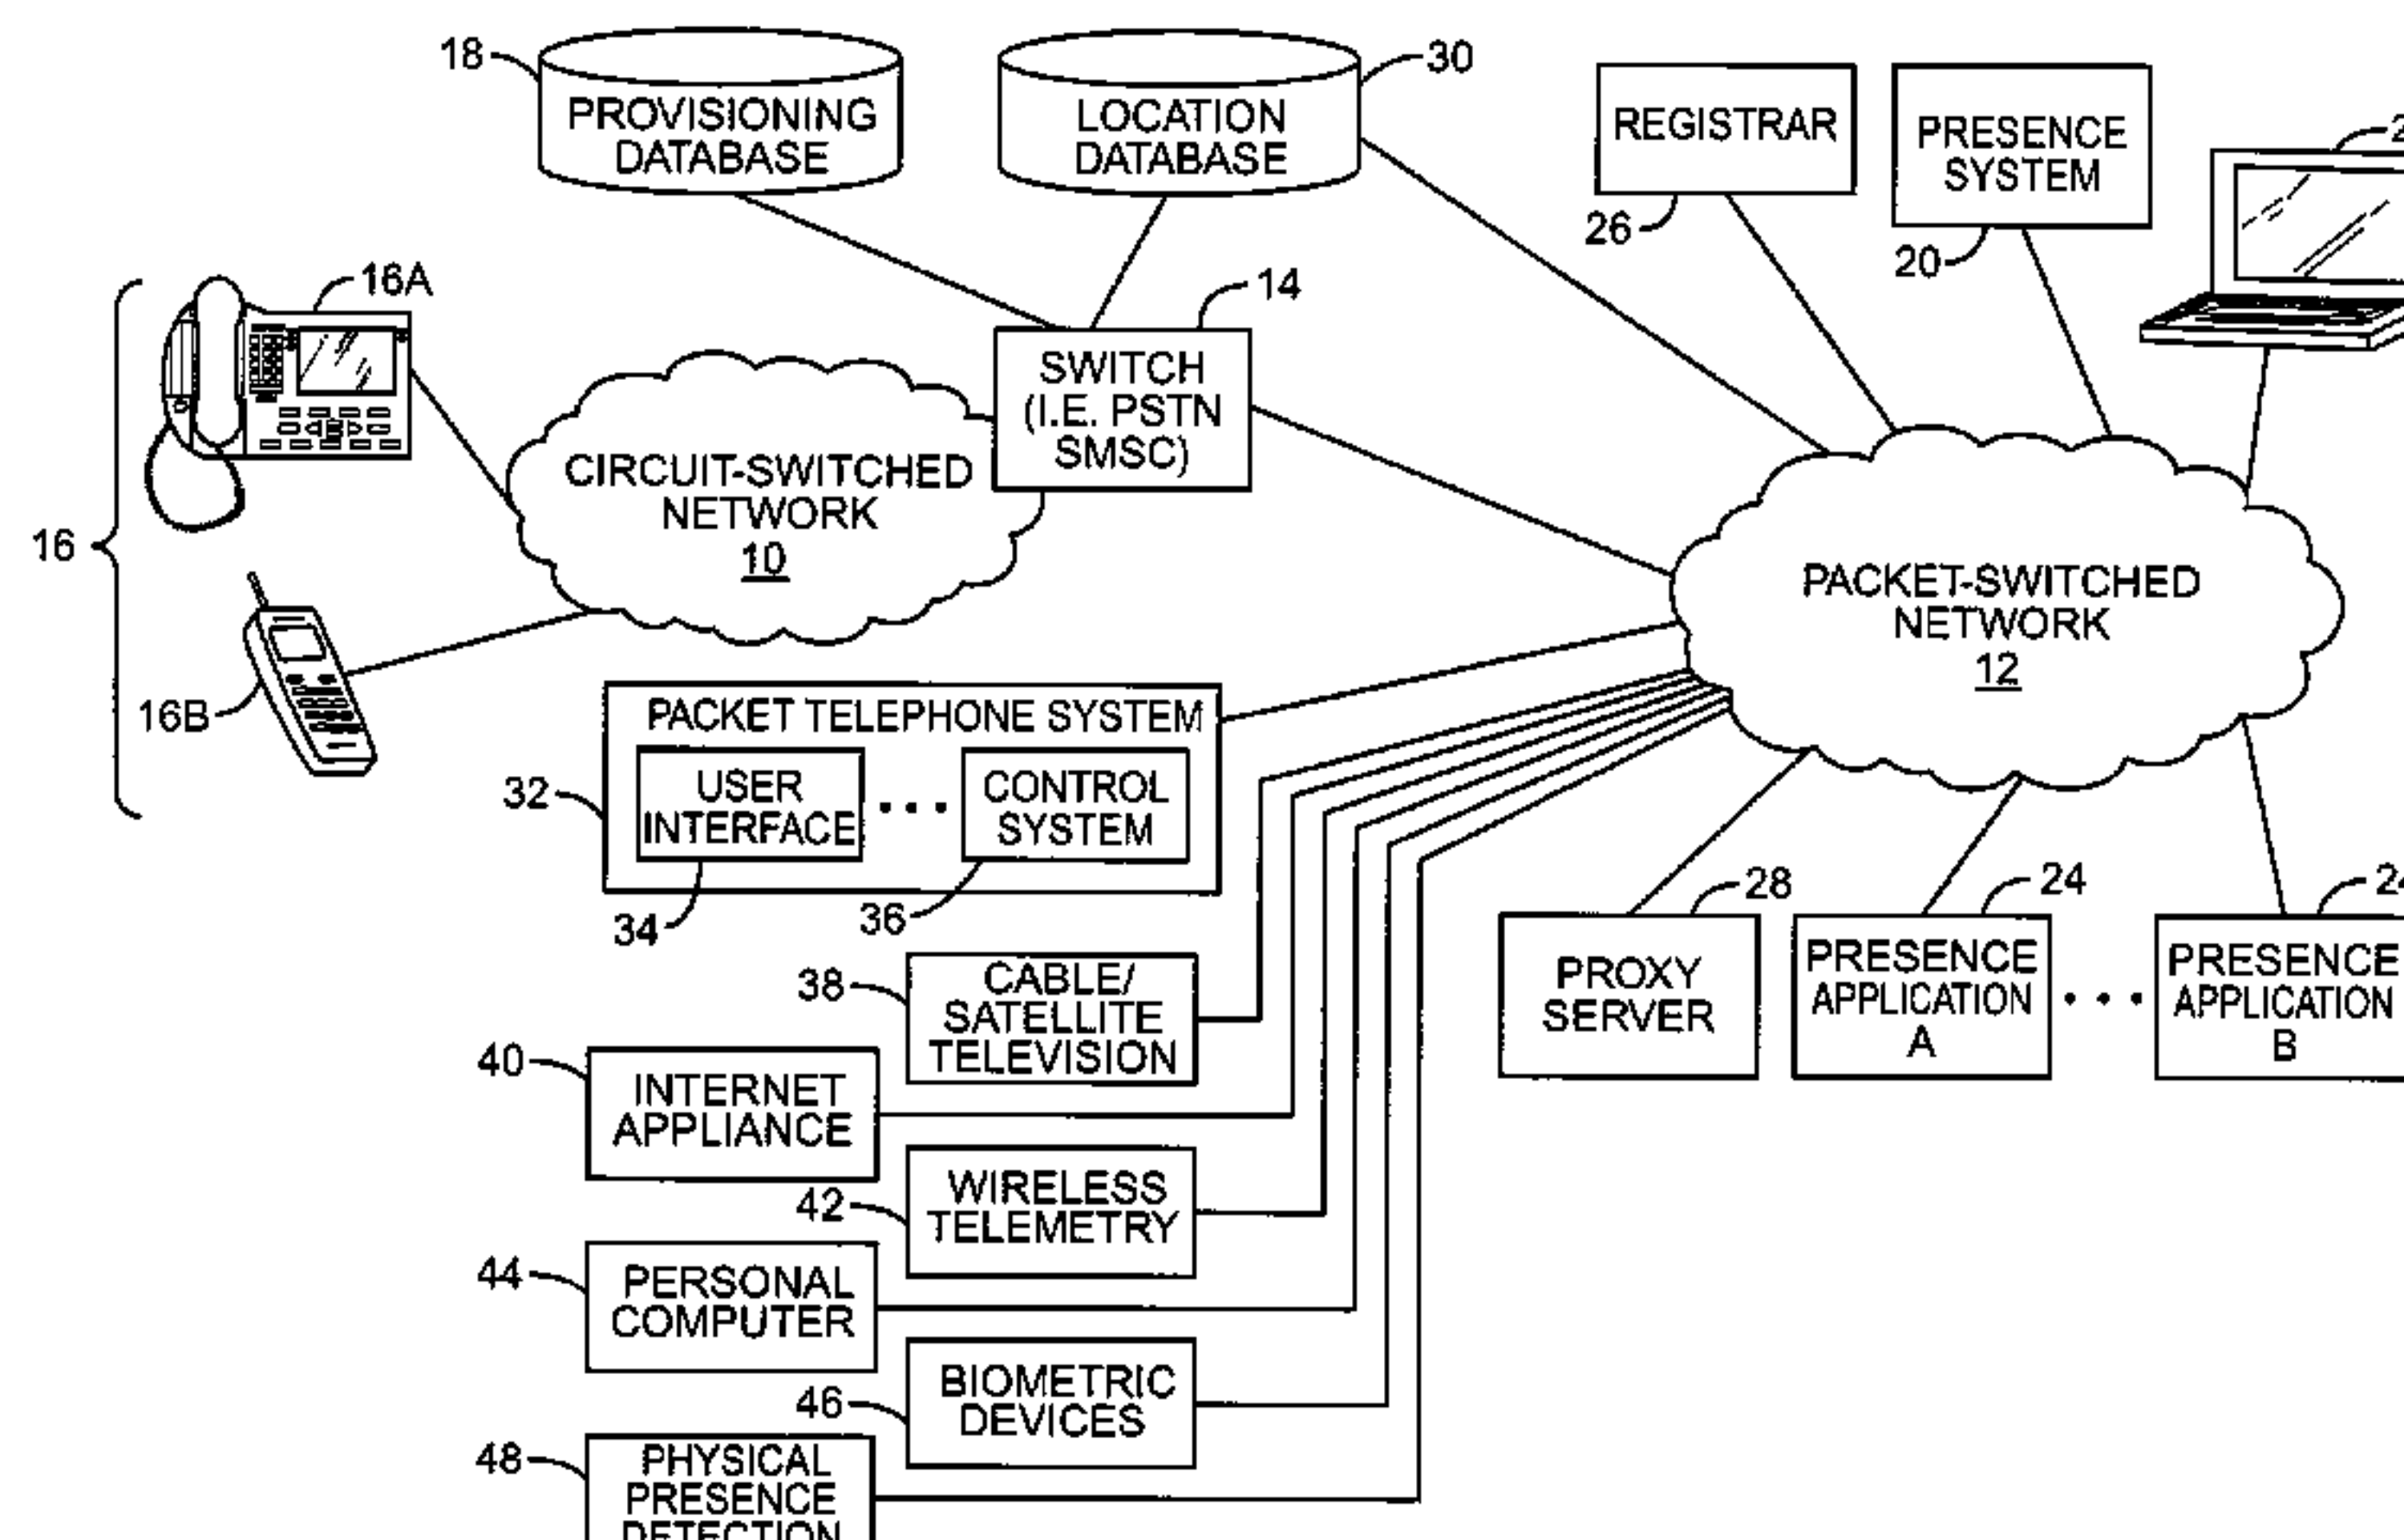 18
PROVISIONING
DATABASE
LOCATION
DATABASE
30
REGISTRAR
26
PRESENCE
SYSTEM
20
16A
14
SWITCH
(I.E. PSTN
SMSC)
CIRCUIT-SWITCHED
NETWORK
10
16
16B
PACKET-SWITCHED
NETWORK
12
PACKET TELEPHONE SYSTEM
32
USER
INTERFACE
CONTROL
SYSTEM
34
36
28
24
PROXY
SERVER
PRESENCE
APPLICATION
A
PRESENCE
APPLICATION
B
38
CABLE/
SATELLITE
TELEVISION
40
INTERNET
APPLIANCE
42
WIRELESS
TELEMETRY
44
PERSONAL
COMPUTER
46
BIOMETRIC
DEVICES
48
PHYSICAL
PRESENCE
DETECTION